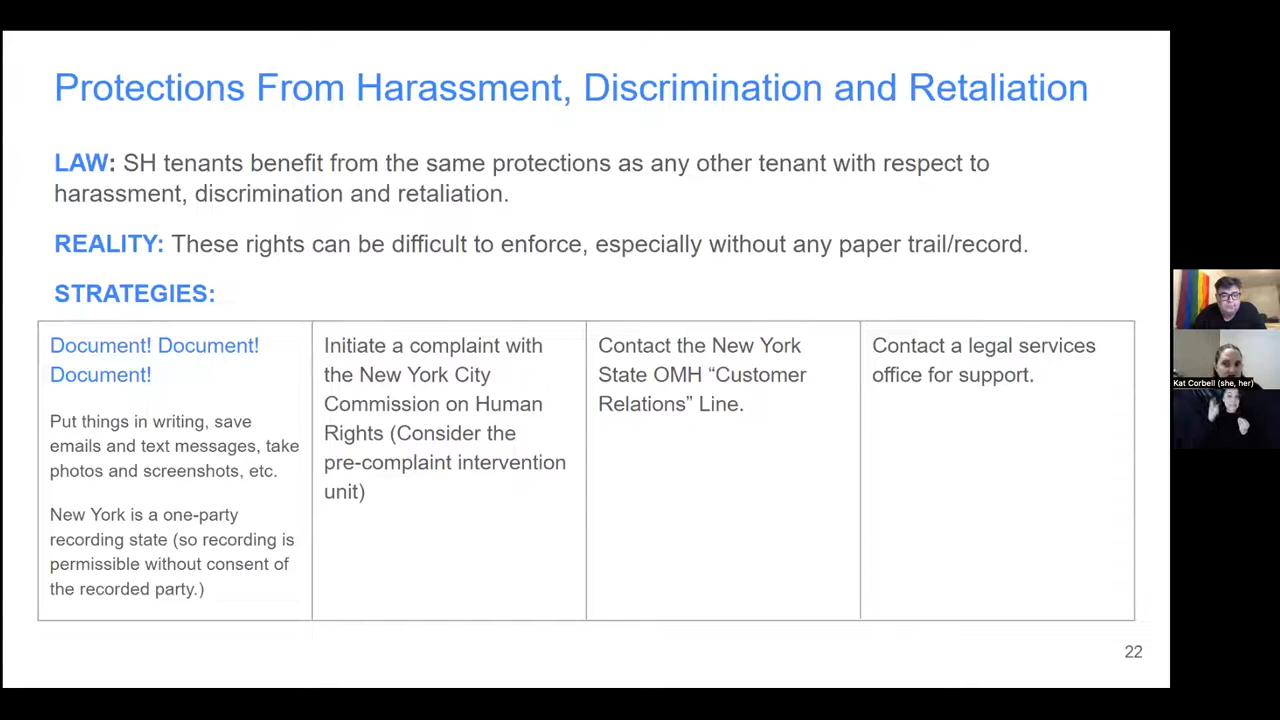 Protections From Harassment, Discrimination and Retaliation
LAW: SH tenants benefit from the same protections as any other tenant with respect to
harassment, discrimination and retaliation.
REALITY: These rights can be difficult to enforce, especially without any paper trail/record.
STRATEGIES:
Document! Document!
Document!
Put things in writing, save
emails and text messages, take
photos and screenshots, etc.
New York is a one-party
recording state (so recording is
permissible without consent of
the recorded party.)
Initiate a complaint with
the New York City
Commission on Human
Rights (Consider the
pre-complaint intervention
unit)
Contact the New York
State OMH “Customer
Relations” Line.
Contact a legal services
office for support.
22
Kat Corbell (she, her)